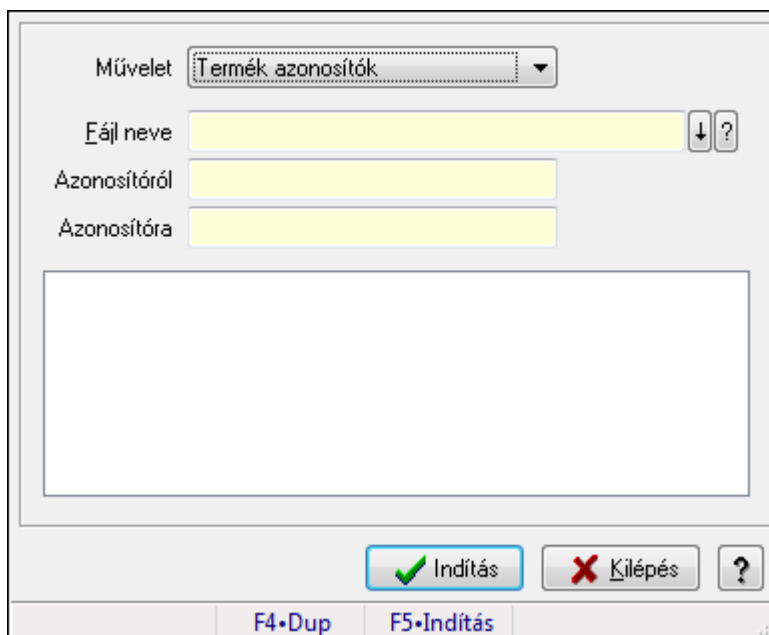 Művelet Termék azonosítók
Fájl neve ?
Azonosítóról
Azonosítóra
Indítás Kilépés ?
F4•Dup F5•Indítás